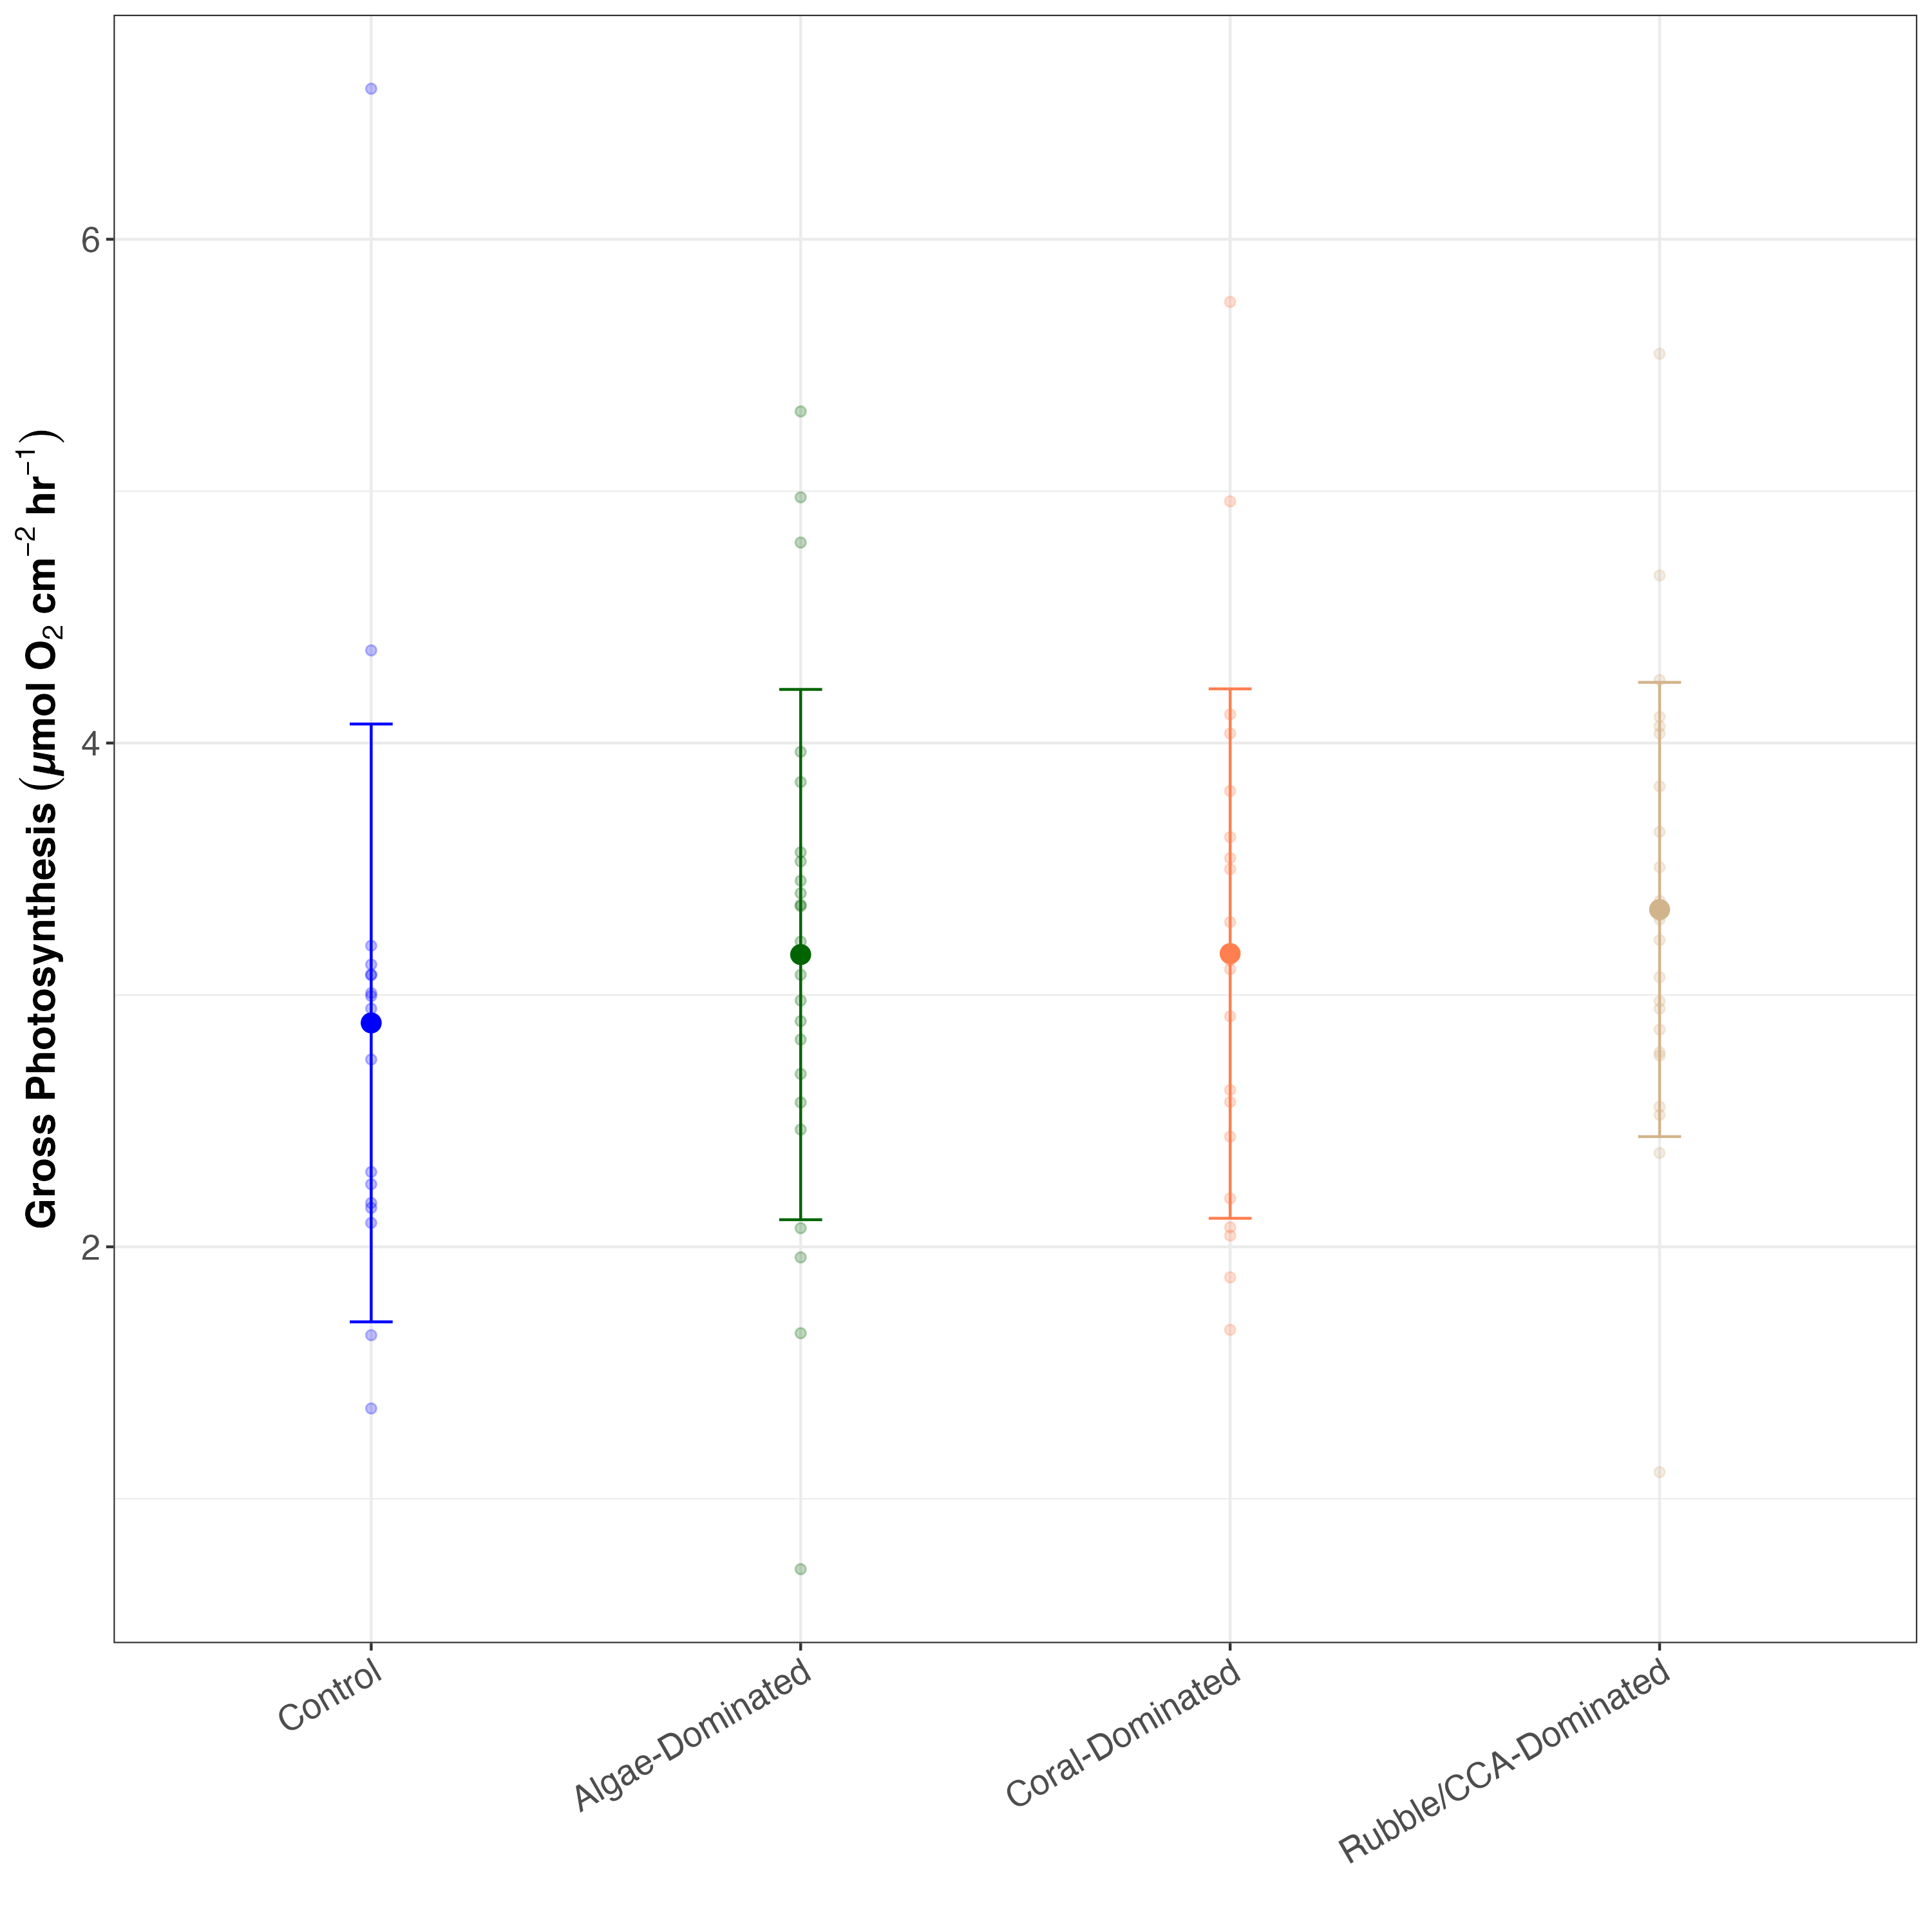 Gross Photosynthesis (μmol O₂ cm⁻² hr⁻¹)
6
4
2
Control
Algae-Dominated
Coral-Dominated
Rubble/CCA-Dominated